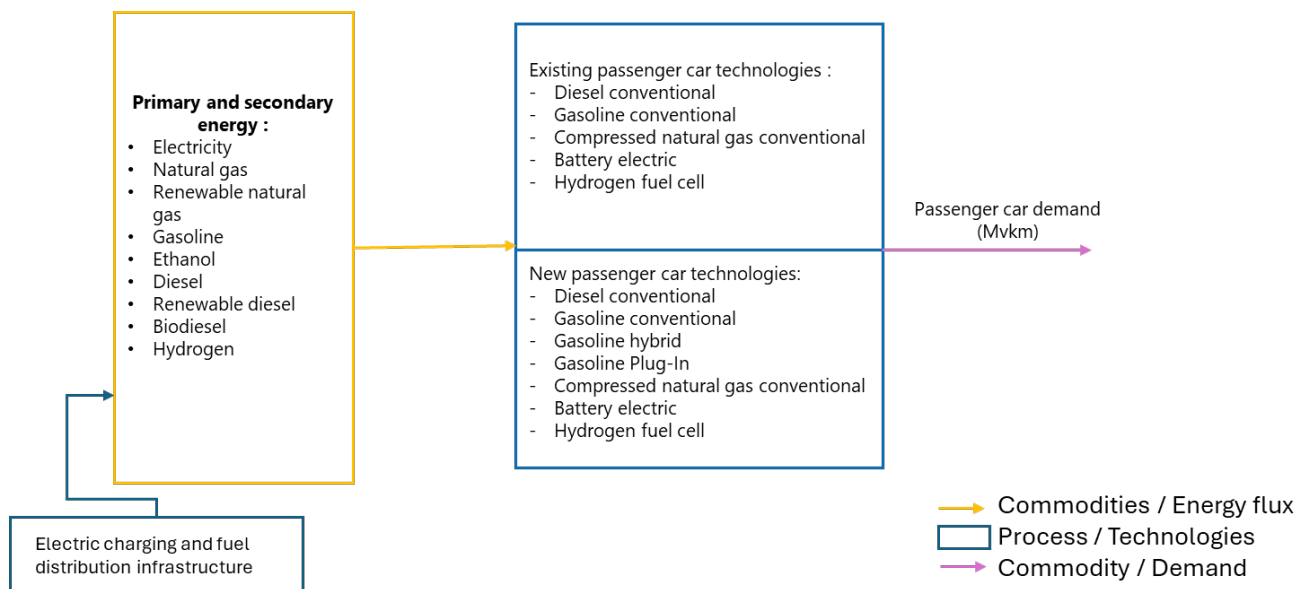 Primary and secondary
energy :
• Electricity
• Natural gas
• Renewable natural
gas
• Gasoline
• Ethanol
• Diesel
• Renewable diesel
• Biodiesel
• Hydrogen
Electric charging and fuel
distribution infrastructure
Existing passenger car technologies :
- Diesel conventional
- Gasoline conventional
- Compressed natural gas conventional
- Battery electric
- Hydrogen fuel cell
New passenger car technologies:
- Diesel conventional
- Gasoline conventional
- Gasoline hybrid
- Gasoline Plug-In
- Compressed natural gas conventional
- Battery electric
- Hydrogen fuel cell
Passenger car demand
(Mvkm)
Commodities / Energy flux
Process / Technologies
Commodity / Demand